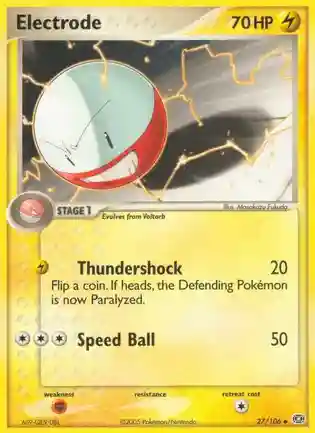 Electrode 70 HP
Illus. Masakazu Fukuda
STAGE 1
Evolves from Voltorb
Thundershock 20
Flip a coin. If heads, the Defending Pokémon
is now Paralyzed.
Speed Ball 50
weakness resistance retreat cost
©2005 Pokémon/Nintendo 27/106